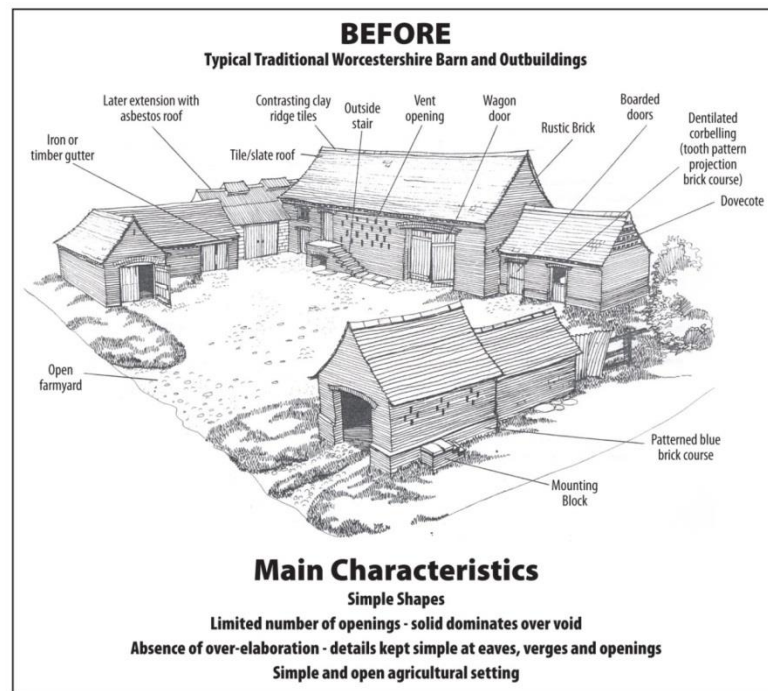 BEFORE
Typical Traditional Worcestershire Barn and Outbuildings
Later extension with
asbestos roof
Contrasting clay
ridge tiles
Outside
stair
Vent
opening
Wagon
door
Rustic Brick
Boarded
doors
Dentilated
corbelling
(tooth pattern
projection
brick course)
Dovecote
Iron or
timber gutter
Tile/slate roof
Open
farmyard
Patterned blue
brick course
Mounting
Block
Main Characteristics
Simple Shapes
Limited number of openings - solid dominates over void
Absence of over-elaboration - details kept simple at eaves, verges and openings
Simple and open agricultural setting